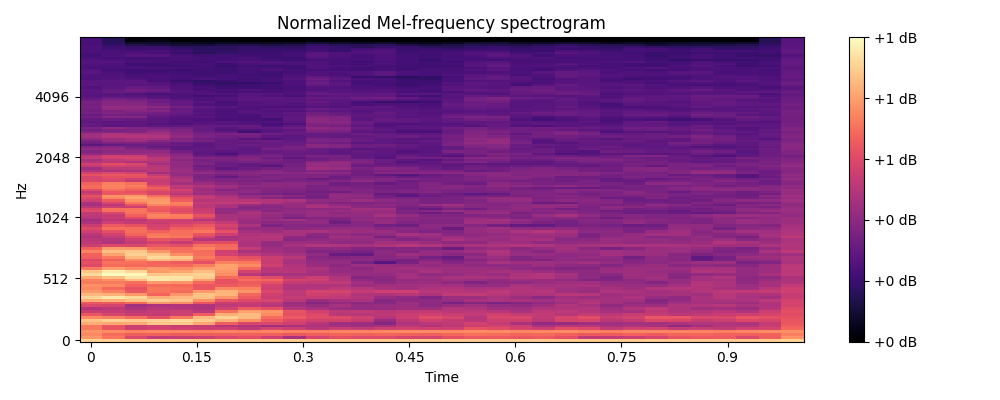 Normalized Mel-frequency spectrogram
Hz
4096
2048
1024
512
0
0 0.15 0.3 0.45 0.6 0.75 0.9
Time
+1 dB
+1 dB
+1 dB
+0 dB
+0 dB
+0 dB